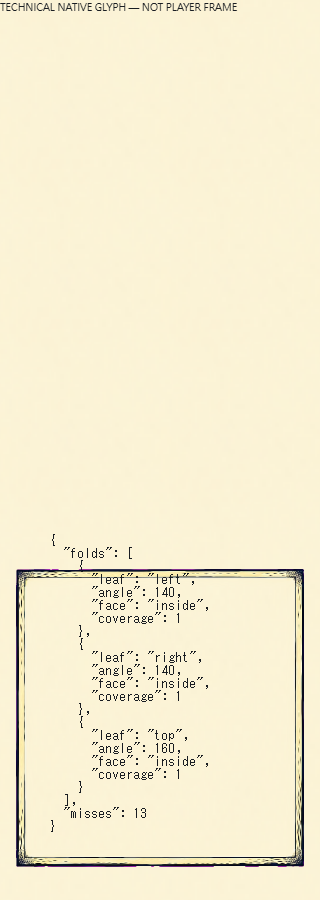 TECHNICAL NATIVE GLYPH — NOT PLAYER FRAME
{
"folds": [
{
"leaf": "left",
"angle": 140,
"face": "inside",
"coverage": 1
},
{
"leaf": "right",
"angle": 140,
"face": "inside",
"coverage": 1
},
{
"leaf": "top",
"angle": 160,
"face": "inside",
"coverage": 1
}
],
"misses": 13
}